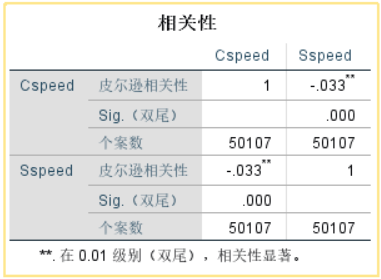 相关性
Cspeed Sspeed
Cspeed 皮尔逊相关性 1 -.033**
Sig.（双尾） .000
个案数 50107 50107
Sspeed 皮尔逊相关性 -.033** 1
Sig.（双尾） .000
个案数 50107 50107
**. 在 0.01 级别（双尾），相关性显著。